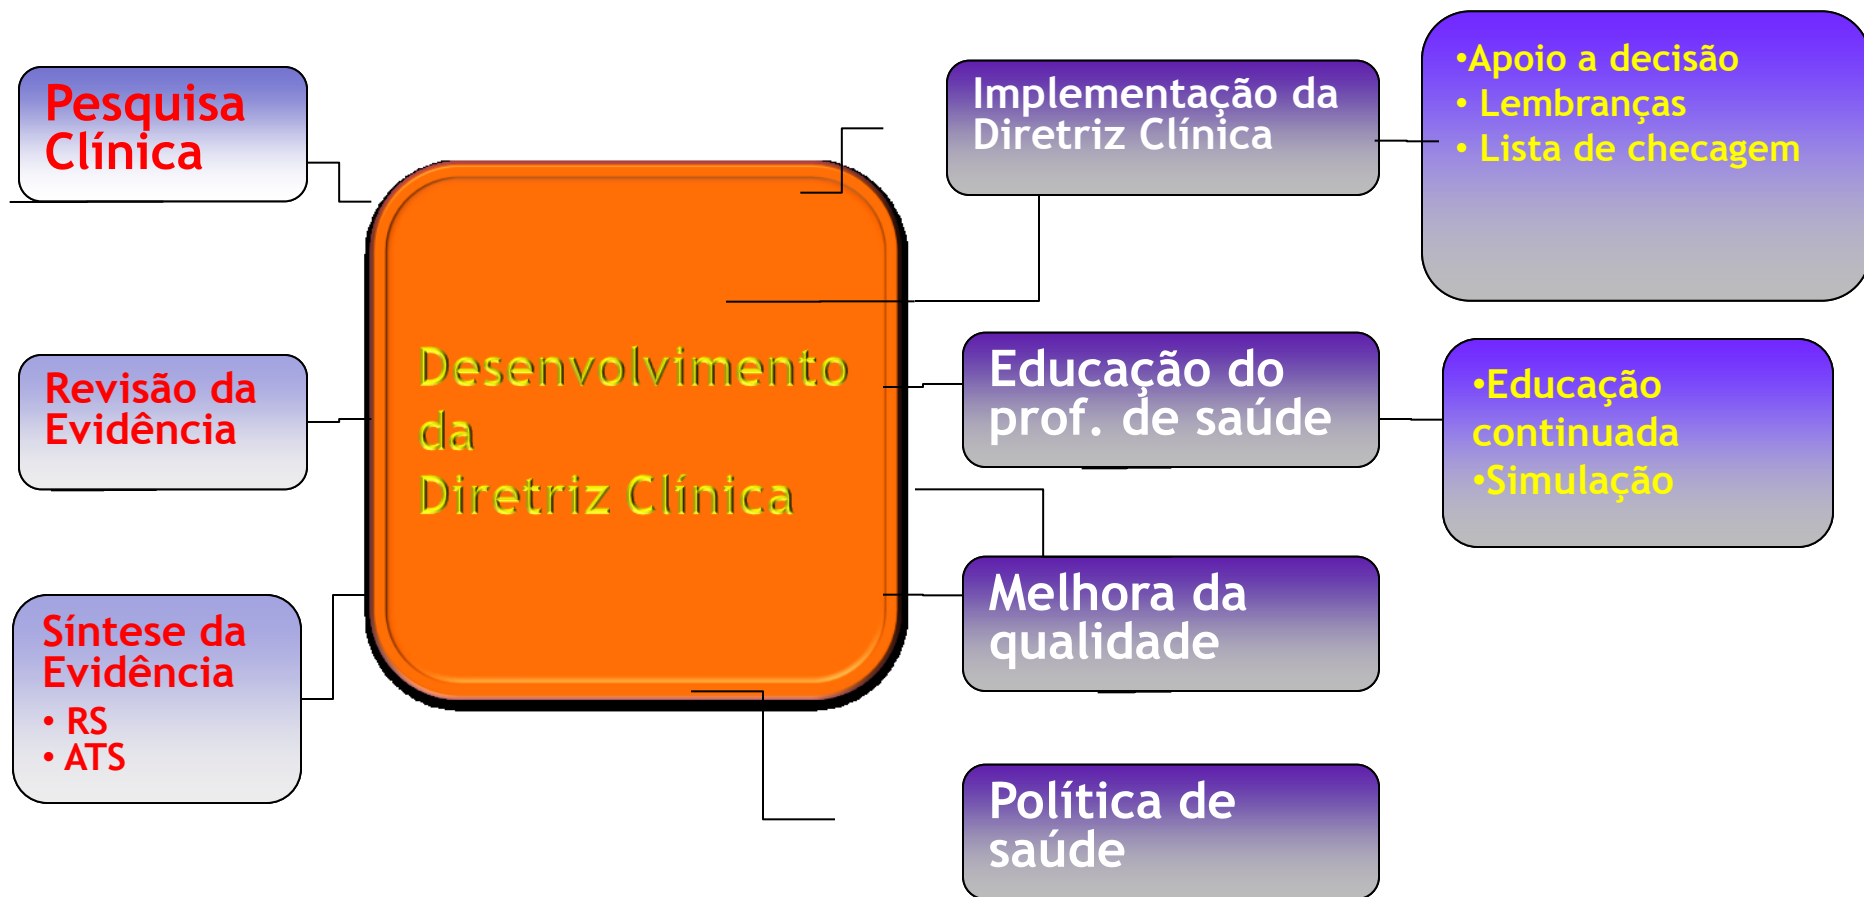 Pesquisa
Clínica
Revisão da
Evidência
Síntese da
Evidência
• RS
• ATS
Desenvolvimento
da
Diretriz Clínica
Implementação da
Diretriz Clínica
Educação do
prof. de saúde
Melhora da
qualidade
Política de
saúde
•Apoio a decisão
• Lembranças
• Lista de checagem
•Educação
continuada
•Simulação